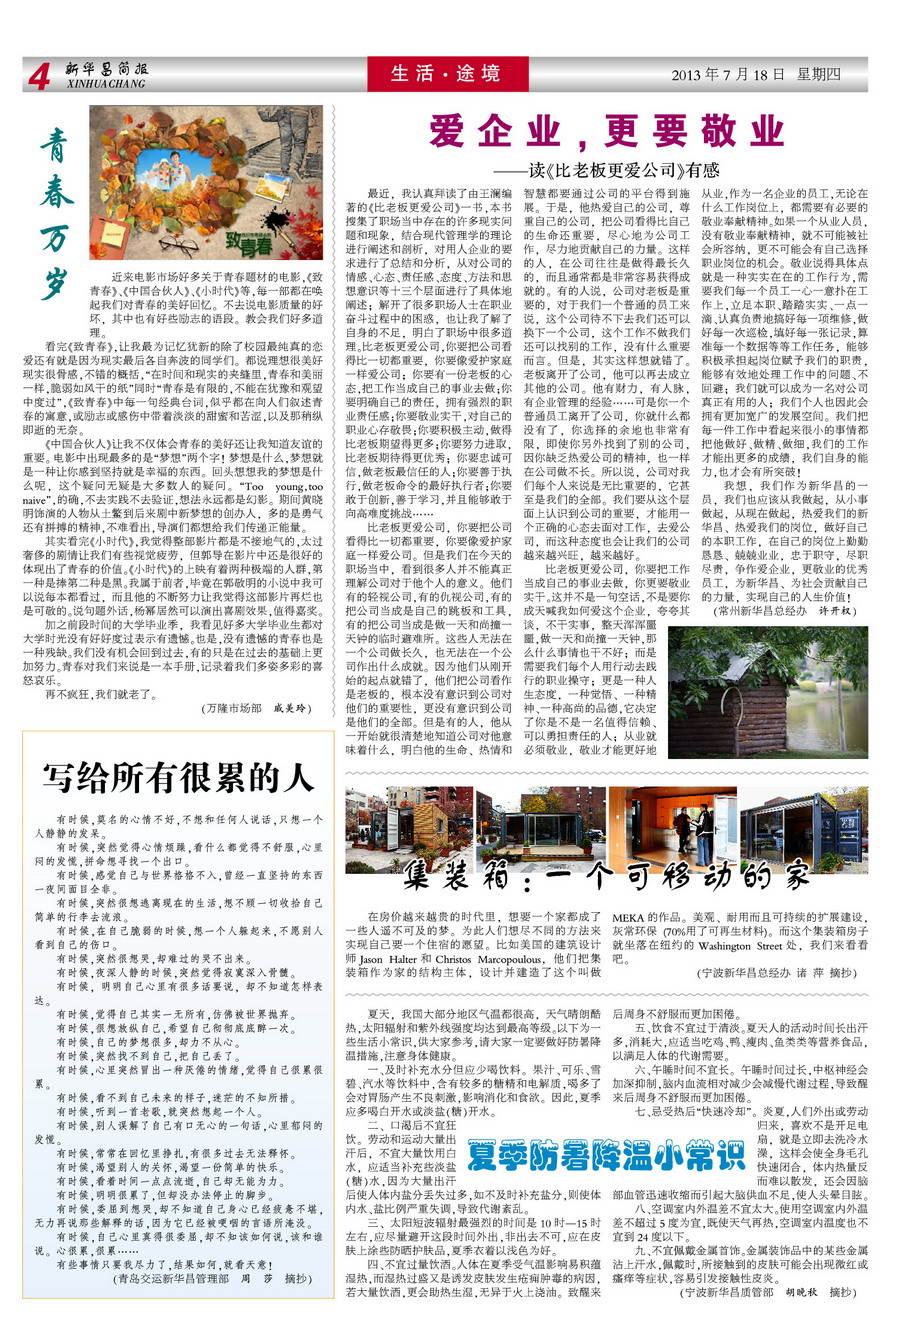 4 新华昌简报
XINHUACHANG
生活·途境
2013 年 7 月 18 日 星期四
青春万岁
致青春
近来电影市场好多关于青春题材的电影,《致
青春》、《中国合伙人》、《小时代》等,每一部都在唤
起我们对青春的美好回忆。不去说电影质量的好
坏，其中也有好些励志的语段。教会我们好多道
理。
看完《致青春》,让我最为记忆犹新的除了校园最纯真的恋
爱还有就是因为现实最后各自奔波的同学们。都说理想很美好
现实很骨感,不错的概括,“在时间和现实的夹缝里,青春和美丽
一样,脆弱如风干的纸”同时“青春是有限的,不能在犹豫和观望
中度过”,《致青春》中每一句经典台词,似乎都在向人们叙述青
春的寓意,或励志或感伤中带着淡淡的甜蜜和苦涩,以及那稍纵
即逝的无奈。
《中国合伙人》让我不仅体会青春的美好还让我知道友谊的
重要。电影中出现最多的是“梦想”两个字！梦想是什么,梦想就
是一种让你感到坚持就是幸福的东西。回头想想我的梦想是什
么呢，这个疑问无疑是大多数人的疑问。“Too young,too
naive”,的确,不去实践不去验证,想法永远都是幻影。期间黄晓
明饰演的人物从土鳖到后来剧中新梦想的创办人，多的是勇气
还有拼搏的精神,不难看出,导演们都想给我们传递正能量。
其实看完《小时代》,我觉得整部影片都是不接地气的,太过
奢侈的剧情让我们有些视觉疲劳，但郭导在影片中还是很好的
体现出了青春的价值。《小时代》的上映有着两种极端的人群,第
一种是捧第二种是黑。我属于前者,毕竟在郭敬明的小说中我可
以说每本都看过，而且他的不断努力让我觉得这部影片再烂也
是可敬的。说句题外话,杨幂居然可以演出喜剧效果,值得嘉奖。
加之前段时间的大学毕业季，我看见好多大学毕业生都对
大学时光没有好好度过表示有遗憾。也是,没有遗憾的青春也是
一种残缺。我们没有机会回到过去,有的只是在过去的基础上更
加努力。青春对我们来说是一本手册,记录着我们多姿多彩的喜
怒哀乐。
再不疯狂,我们就老了。
(万隆市场部 戚美玲)
写给所有很累的人
有时候,莫名的心情不好,不想和任何人说话,只想一个
人静静的发呆。
有时候,突然觉得心情烦躁,看什么都觉得不舒服,心里
闷的发慌,拼命想寻找一个出口。
有时候,感觉自己与世界格格不入,曾经一直坚持的东西
一夜间面目全非。
有时候,突然很想逃离现在的生活,想不顾一切收拾自己
简单的行李去流浪。
有时候,在自己脆弱的时候,想一个人躲起来,不愿别人
看到自己的伤口。
有时候,突然很想哭,却难过的哭不出来。
有时候,夜深人静的时候,突然觉得寂寞深入骨髓。
有时候，明明自己心里有很多话要说，却不知道怎样表
达。
有时候,觉得自己其实一无所有,仿佛被世界抛弃。
有时候,很想放纵自己,希望自己彻彻底底醉一次。
有时候,自己的梦想很多,却力不从心。
有时候,突然找不到自己,把自己丢了。
有时候,心里突然冒出一种厌倦的情绪,觉得自己很累很
累。
有时候,看不到自己未来的样子,迷茫的不知所措。
有时候,听到一首老歌,就突然想起一个人。
有时候,别人误解了自己有口无心的一句话,心里郁闷的
发慌。
有时候,常常在回忆里挣扎,有很多过去无法释怀。
有时候,渴望别人的关怀,渴望一份简单的快乐。
有时候,看着时间一点点流逝,自己却无能为力。
有时候,明明很累了,但却没办法停止的脚步。
有时候,委屈到想哭,却不知道自己身心已经疲惫不堪,
无力再说那些解释的话,因为它已经被哽咽的言语所淹没。
有时候,自己心里真得很委屈,却不知该如何说,该和谁
说。心很累,很累……
有些事情只要我尽力了,结果如何,就看天意!
(青岛交运新华昌管理部 周 莎 摘抄)
爱企业,更要敬业
——读《比老板更爱公司》有感
最近，我认真拜读了由王澜编
著的《比老板更爱公司》一书,本书
搜集了职场当中存在的许多现实问
题和现象，结合现代管理学的理论
进行阐述和剖析，对用人企业的要
求进行了总结和分析，从对公司的
情感、心态、责任感、态度、方法和思
想意识等十三个层面进行了具体地
阐述；解开了很多职场人士在职业
奋斗过程中的困惑，也让我了解了
自身的不足，明白了职场中很多道
理。比老板更爱公司,你要把公司看
得比一切都重要，你要像爱护家庭
一样爱公司；你要有一份老板的心
态,把工作当成自己的事业去做;你
要明确自己的责任，拥有强烈的职
业责任感;你要敬业实干,对自己的
职业心存敬畏;你要积极主动,做得
比老板期望得更多;你要努力进取,
比老板期待得更优秀；你要忠诚可
信,做老板最信任的人;你要善于执
行,做老板命令的最好执行者;你要
敢于创新,善于学习,并且能够敢于
向高难度挑战……
比老板更爱公司，你要把公司
看得比一切都重要，你要像爱护家
庭一样爱公司。但是我们在今天的
职场当中，看到很多人并不能真正
理解公司对于他个人的意义。他们
有的轻视公司,有的仇视公司,有的
把公司当成是自己的跳板和工具,
有的把公司当成是做一天和尚撞一
天钟的临时避难所。这些人无法在
一个公司做长久，也无法在一个公
司作出什么成就。因为他们从刚开
始的起点就错了，他们把公司看作
是老板的，根本没有意识到公司对
他们的重要性，更没有意识到公司
是他们的全部。但是有的人，他从
一开始就很清楚地知道公司对他意
味着什么，明白他的生命、热情和
智慧都要通过公司的平台得到施
展。于是，他热爱自己的公司，尊
重自己的公司，把公司看得比自己
的生命还重要，尽心地为公司工
作，尽力地贡献自己的力量。这样
的人，在公司往往是做得最长久
的，而且通常都是非常容易获得成
就的。有的人说，公司对老板是重
要的，对于我们一个普通的员工来
说，这个公司待不下去我们还可以
换下一个公司，这个工作不做我们
还可以找别的工作，没有什么重要
而言。但是，其实这样想就错了。
老板离开了公司，他可以再去成立
其他的公司。他有财力，有人脉，
有企业管理的经验……可是你一个
普通员工离开了公司，你就什么都
没有了，你选择的余地也非常有
限，即使你另外找到了别的公司，
因你缺乏热爱公司的精神，也一样
在公司做不长。所以说，公司对我
们每个人来说是无比重要的，它甚
至是我们的全部。我们要从这个层
面上认识到公司的重要，才能用一
个正确的心态去面对工作，去爱公
司，而这种态度也会让我们的公司
越来越兴旺，越来越好。
比老板更爱公司，你要把工作
当成自己的事业去做，你更要敬业
实干。这并不是一句空话,不是要你
成天喊我如何爱这个企业，夸夸其
谈，不干实事，整天浑浑噩
噩,做一天和尚撞一天钟,那
么什么事情也干不好；而是
需要我们每个人用行动去践
行的职业操守；更是一种人
生态度，一种觉悟、一种精
神、一种高尚的品德,它决定
了你是不是一名值得信赖、
可以勇担责任的人；从业就
必须敬业，敬业才能更好地
从业,作为一名企业的员工,无论在
什么工作岗位上，都需要有必要的
敬业奉献精神。如果一个从业人员，
没有敬业奉献精神，就不可能被社
会所容纳，更不可能会有自己选择
职业岗位的机会。敬业说得具体点
就是一种实实在在的工作行为,需
要我们每一个员工一心一意扑在工
作上,立足本职、踏踏实实、一点一
滴、认真负责地搞好每一项维修,做
好每一次巡检,填好每一张记录,算
准每一个数据等等工作任务，能够
积极承担起岗位赋予我们的职责，
能够有效地处理工作中的问题、不
回避；我们就可以成为一名对公司
真正有用的人；我们个人也因此会
拥有更加宽广的发展空间。我们把
每一件工作中看起来很小的事情都
把他做好、做精、做细,我们的工作
才能出更多的成绩，我们自身的能
力,也才会有所突破！
我想，我们作为新华昌的一
员，我们也应该从我做起，从小事
做起，从现在做起，热爱我们的新
华昌、热爱我们的岗位，做好自己
的本职工作，在自己的岗位上勤勤
恳恳、兢兢业业，忠于职守，尽职
尽责，争作爱企业，更敬业的优秀
员工，为新华昌、为社会贡献自己
的力量，实现自己的人生价值！
(常州新华昌总经办 许开权)
集装箱:一个可移动的家
在房价越来越贵的时代里，想要一个家都成了
一些人遥不可及的梦。为此人们想尽不同的方法来
实现自己要一个住宿的愿望。比如美国的建筑设计
师 Jason Halter 和 Christos Marcopoulous，他们把集
装箱作为家的结构主体，设计并建造了这个叫做
MEKA 的作品。美观、耐用而且可持续的扩展建设,
灰常环保 (70%用了可再生材料)。而这个集装箱房子
就坐落在纽约的 Washington Street 处，我们来看看
吧。
(宁波新华昌总经办 诸 萍 摘抄)
夏季防暑降温小常识
夏天，我国大部分地区气温都很高，天气晴朗酷
热,太阳辐射和紫外线强度均达到最高等级。以下为一
些生活小常识,供大家参考,请大家一定要做好防暑降
温措施,注意身体健康。
一、及时补充水分但应少喝饮料。果汁、可乐、雪
碧、汽水等饮料中,含有较多的糖精和电解质,喝多了
会对胃肠产生不良刺激,影响消化和食欲。因此,夏季
应多喝白开水或淡盐(糖)开水。
二、口渴后不宜狂
饮。劳动和运动大量出
汗后，不宜大量饮用白
水，应适当补充些淡盐
(糖)水,因为大量出汗
后使人体内盐分丢失过多,如不及时补充盐分,则使体
内水、盐比例严重失调,导致代谢紊乱。
三、太阳短波辐射最强烈的时间是 10 时—15 时
左右,应尽量避开这段时间外出,非出去不可,应在皮
肤上涂些防晒护肤品,夏季衣着以浅色为好。
四、不宜过量饮酒。人体在夏季受气温影响易积蕴
湿热,而湿热过盛又是诱发皮肤发生疮痈肿毒的病因,
若大量饮酒,更会助热生湿,无异于火上浇油。致醒来
后周身不舒服而更加困倦。
五、饮食不宜过于清淡。夏天人的活动时间长出汗
多,消耗大,应适当吃鸡、鸭、瘦肉、鱼类类等营养食品,
以满足人体的代谢需要。
六、午睡时间不宜长。午睡时间过长,中枢神经会
加深抑制,脑内血流相对减少会减慢代谢过程,导致醒
来后周身不舒服而更加困倦。
七、忌受热后“快速冷却”。炎夏,人们外出或劳动
归来，喜欢不是开足电
扇，就是立即去洗冷水
澡，这样会使全身毛孔
快速闭合，体内热量反
而难以散发，还会因脑
部血管迅速收缩而引起大脑供血不足,使人头晕目眩。
八、空调室内外温差不宜太大。使用空调室内外温
差不超过 5 度为宜,既使天气再热,空调室内温度也不
宜到 24 度以下。
九、不宜佩戴金属首饰。金属装饰品中的某些金属
沾上汗水,佩戴时,所接触到的皮肤可能会出现微红或
瘙痒等症状,容易引发接触性皮炎。
(宁波新华昌质管部 胡晚秋 摘抄)